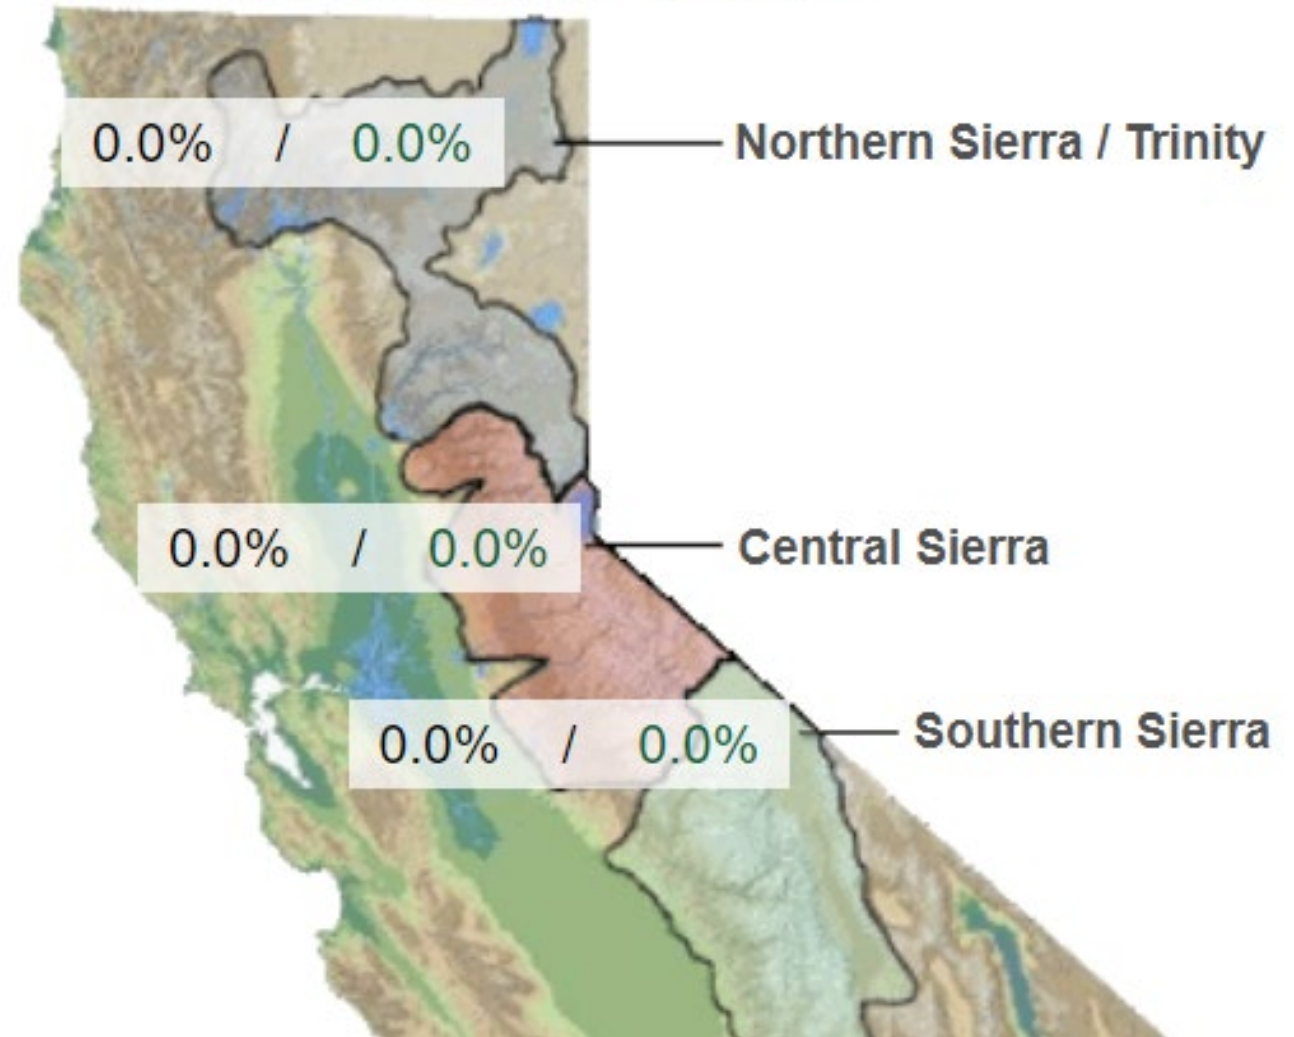 0.0% / 0.0% Northern Sierra / Trinity
0.0% / 0.0% Central Sierra
0.0% / 0.0% Southern Sierra